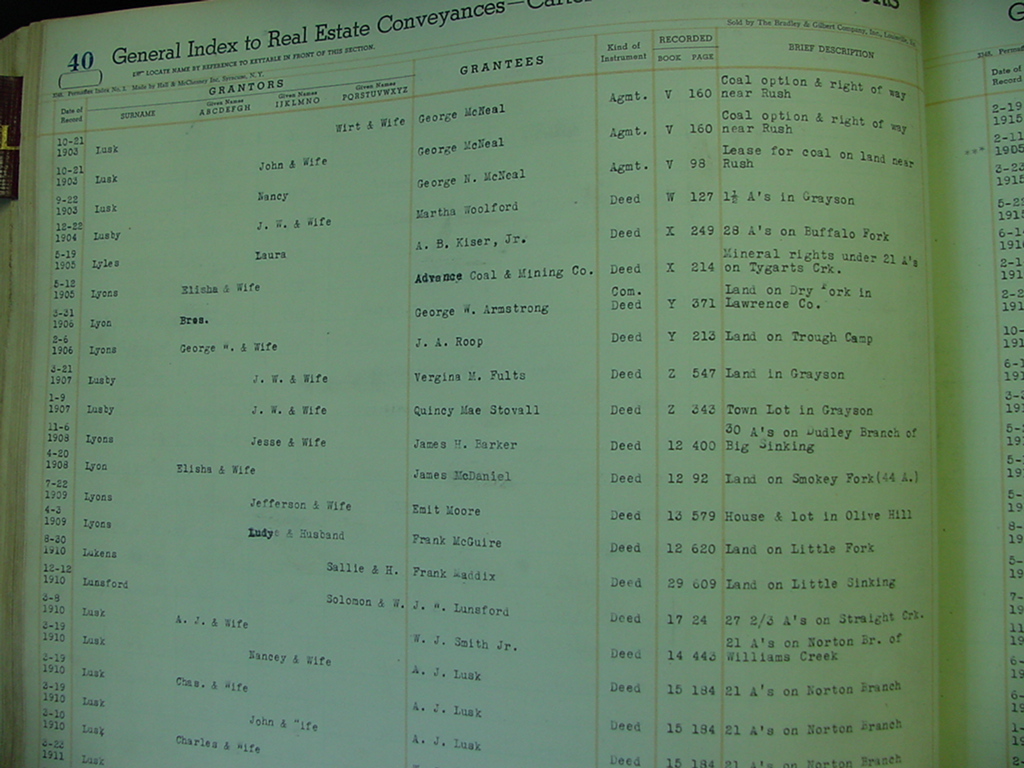 40 General Index to Real Estate Conveyances—Carter
LOCATE NAME BY REFERENCE TO KEYTABLE IN FRONT OF THIS SECTION.
Sold by The Bradley & Gilbert Company, Inc., Louisville, Ky.
GRANTORS GRANTEES Kind of Instrument RECORDED BRIEF DESCRIPTION
Date of Record SURNAME Given Names ABCDEFGH Given Names IJKLMNO Given Names PQRSTUVWXYZ BOOK PAGE
10-21 1903 Lusk Wirt & Wife George McNeal Agmt. V 160 Coal option & right of way near Rush
10-21 1903 Lusk John & Wife George McNeal Agmt. V 160 Coal option & right of way near Rush
9-22 1903 Lusk Nancy George N. McNeal Agmt. V 98 Lease for coal on land near Rush
12-22 1904 Lusby J. W. & Wife Martha Woolford Deed W 127 1½ A's in Grayson
5-19 1905 Lyles Laura A. B. Kiser, Jr. Deed X 249 28 A's on Buffalo Fork
5-12 1905 Lyons Elisha & Wife Advance Coal & Mining Co. Deed X 214 Mineral rights under 21 A's on Tygarts Crk.
3-31 1906 Lyon Bros. George W. Armstrong Com. Deed Y 371 Land on Dry Fork in Lawrence Co.
2-6 1906 Lyons George W. & Wife J. A. Roop Deed Y 213 Land on Trough Camp
3-21 1907 Lusby J. W. & Wife Vergina M. Fults Deed Z 547 Land in Grayson
1-9 1907 Lusby J. W. & Wife Quincy Mae Stovall Deed Z 343 Town Lot in Grayson
11-6 1908 Lyons Jesse & Wife James H. Barker Deed 12 400 30 A's on Dudley Branch of Big Sinking
4-20 1908 Lyon Elisha & Wife James McDaniel Deed 12 92 Land on Smokey Fork(44 A.)
7-22 1909 Lyons Jefferson & Wife Emit Moore Deed 13 579 House & lot in Olive Hill
4-3 1909 Lyons & Husband Frank McGuire Deed 12 620 Land on Little Fork
8-30 1910 Lukens Sallie & H. Frank Maddix Deed 29 609 Land on Little Sinking
12-12 1910 Lunsford Solomon & W. J. W. Lunsford Deed 17 24 27 2/3 A's on Straight Crk.
3-8 1910 Lusk A. J. & Wife W. J. Smith Jr. Deed 14 443 21 A's on Norton Br. of Williams Creek
3-19 1910 Lusk Nancey & Wife A. J. Lusk Deed 15 184 21 A's on Norton Branch
3-19 1910 Lusk Chas. & Wife A. J. Lusk Deed 15 184 21 A's on Norton Branch
3-19 1910 Lusk John & Wife A. J. Lusk Deed 15 184 21 A's on Norton Branch
3-10 1910 Lusk Charles & Wife
1911 Lusk